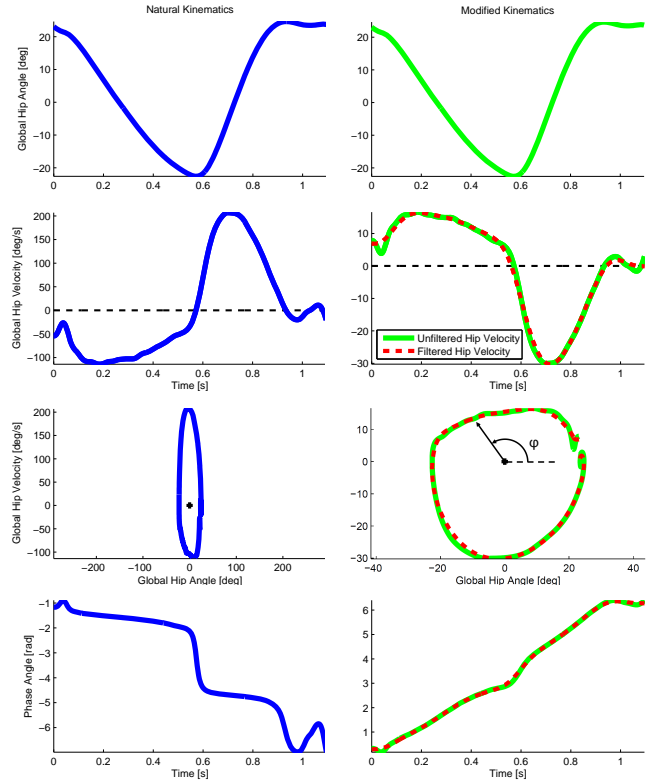 Natural Kinematics
Modified Kinematics
Global Hip Angle [deg]
20
10
0
−10
−20
0 0.2 0.4 0.6 0.8 1
20
10
0
−10
−20
0 0.2 0.4 0.6 0.8 1
Global Hip Velocity [deg/s]
200
150
100
50
0
−50
−100
0 0.2 0.4 0.6 0.8 1
Time [s]
10
0
−10
−20
−30
Unfiltered Hip Velocity
Filtered Hip Velocity
0 0.2 0.4 0.6 0.8 1
Time [s]
Global Hip Velocity [deg/s]
200
150
100
50
0
−50
−100
−200 −100 0 100 200
Global Hip Angle [deg]
10
0
−10
−20
−30
φ
−40 −20 0 20 40
Global Hip Angle [deg]
Phase Angle [rad]
−1
−2
−3
−4
−5
−6
0 0.2 0.4 0.6 0.8 1
Time [s]
6
5
4
3
2
1
0 0.2 0.4 0.6 0.8 1
Time [s]